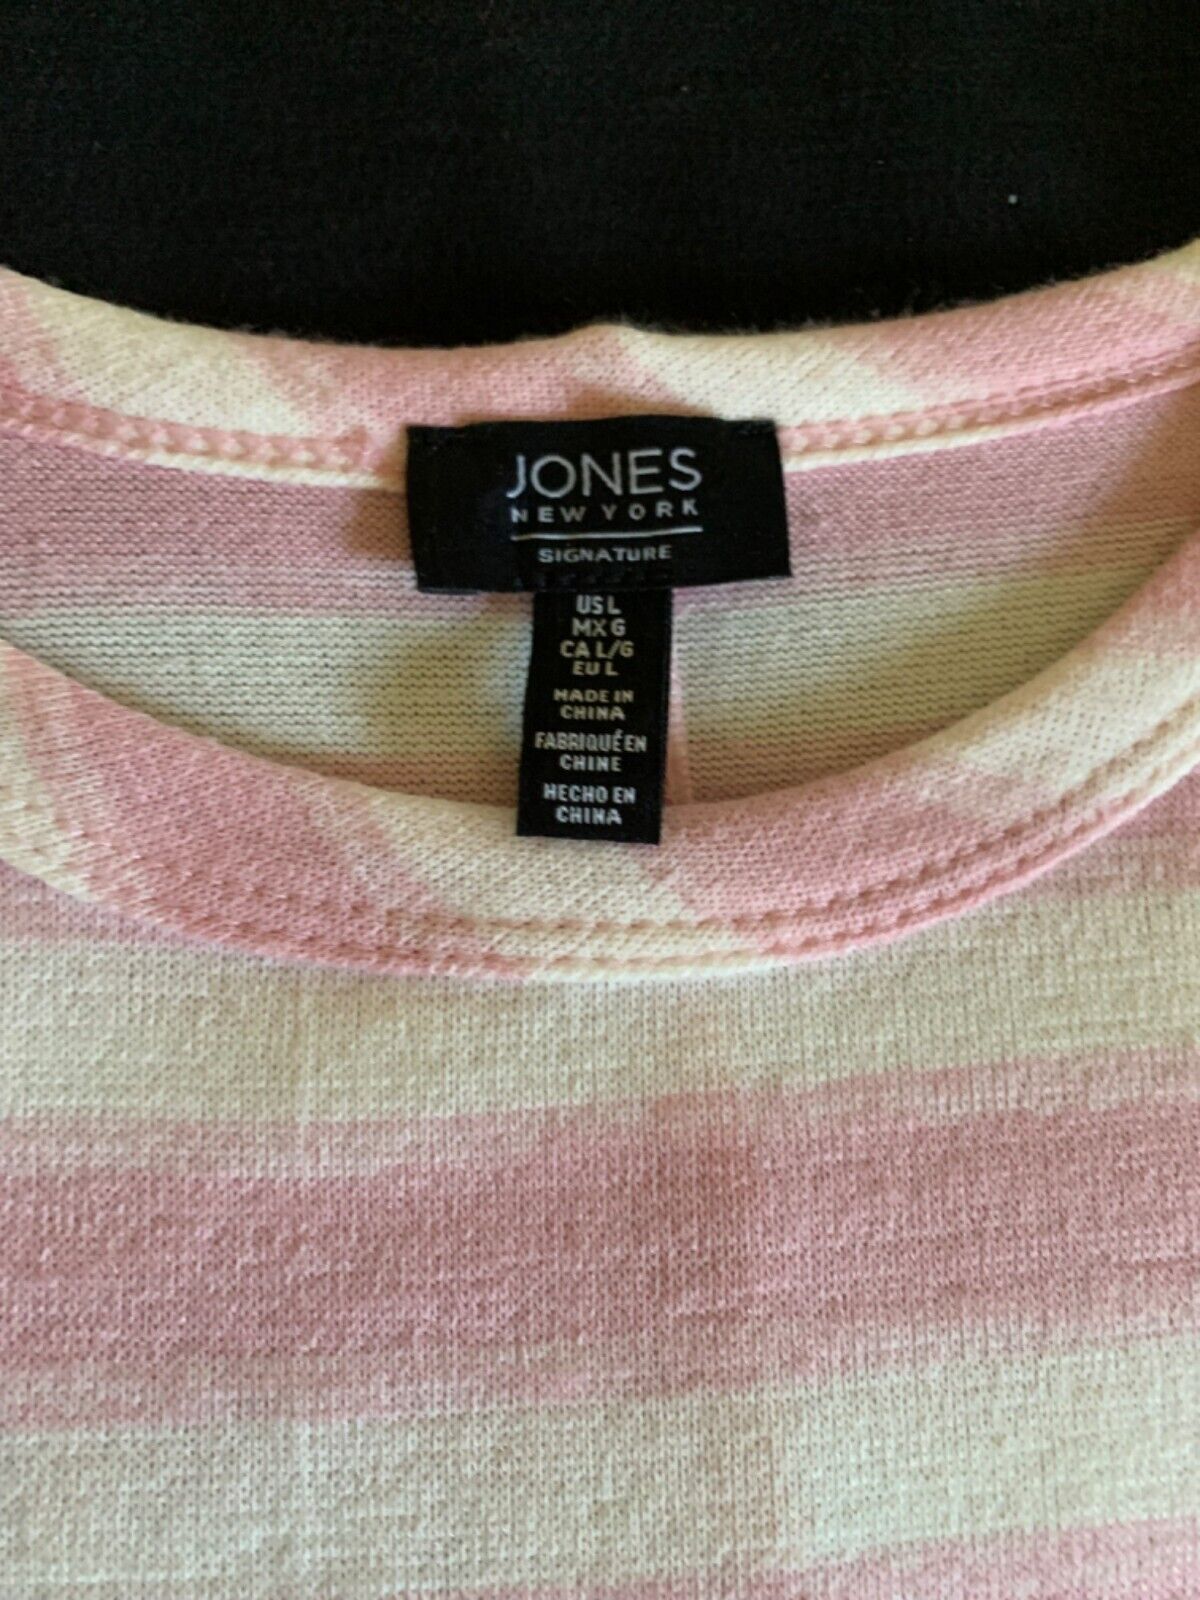 JONES
NEW YORK
SIGNATURE
US L
MX G
CA L/G
EU L
MADE IN
CHINA
FABRIQUÉ EN
CHINE
HECHO EN
CHINA